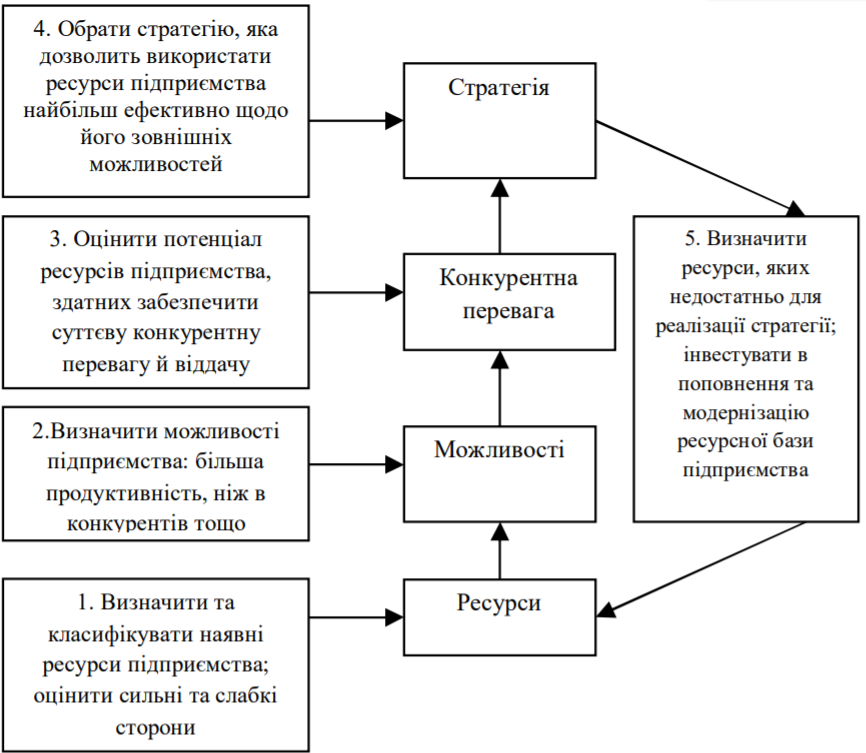 4. Обрати стратегію, яка
дозволить використати
ресурси підприємства
найбільш ефективно щодо
його зовнішніх
можливостей
Стратегія
3. Оцінити потенціал
ресурсів підприємства,
здатних забезпечити
суттєву конкурентну
перевагу й віддачу
Конкурентна
перевага
5. Визначити
ресурси, яких
недостатньо для
реалізації стратегії;
інвестувати в
поповнення та
модернізацію
ресурсної бази
підприємства
2.Визначити можливості
підприємства: більша
продуктивність, ніж в
конкурентів тощо
Можливості
1. Визначити та
класифікувати наявні
ресурси підприємства;
оцінити сильні та слабкі
сторони
Ресурси